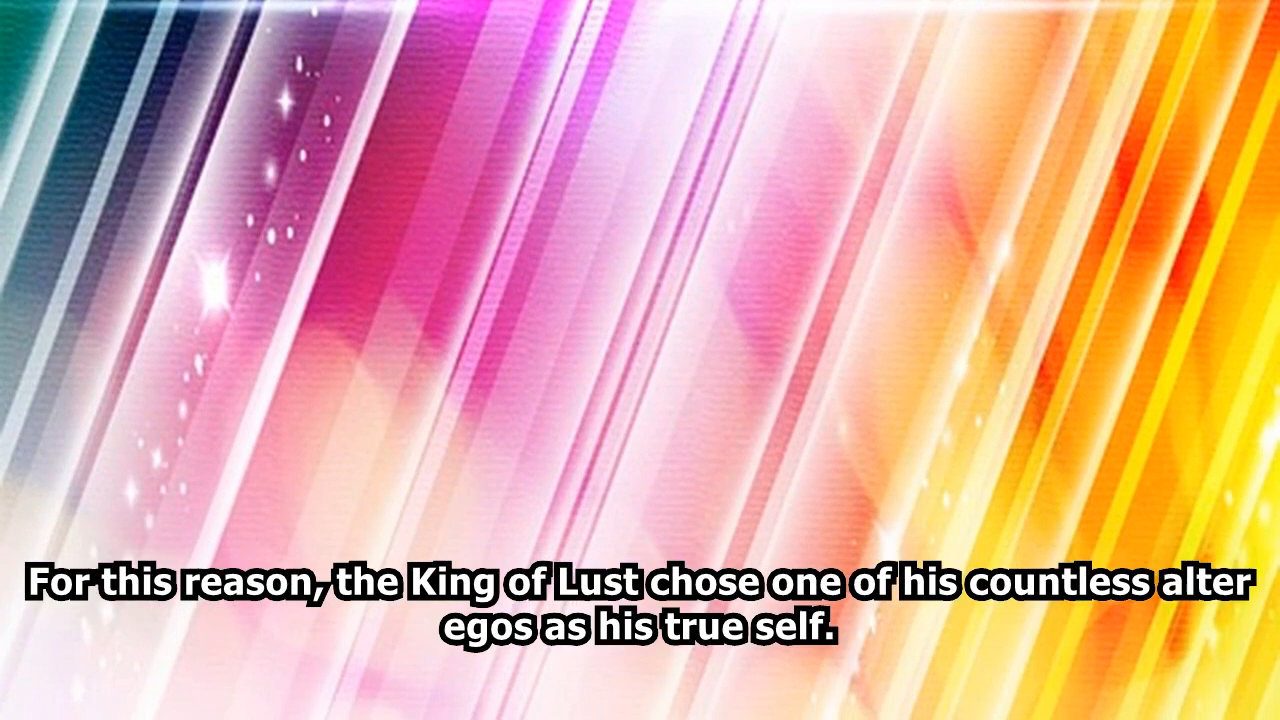 For this reason, the King of Lust chose one of his countless alter
egos as his true self.